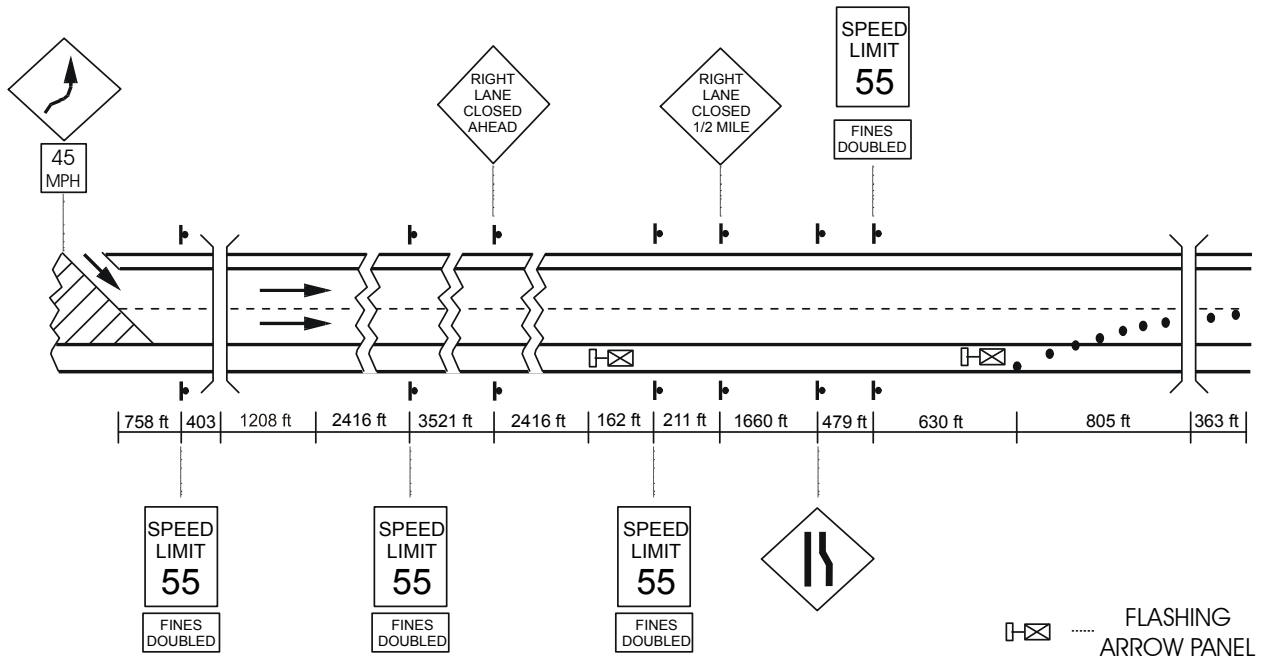 SPEED
LIMIT
55
FINES
DOUBLED
45
MPH
RIGHT
LANE
CLOSED
AHEAD
RIGHT
LANE
CLOSED
1/2 MILE
758 ft 403 1208 ft 2416 ft 3521 ft 2416 ft 162 ft 211 ft 1660 ft 479 ft 630 ft 805 ft 363 ft
SPEED
LIMIT
55
FINES
DOUBLED
SPEED
LIMIT
55
FINES
DOUBLED
SPEED
LIMIT
55
FINES
DOUBLED
FLASHING
ARROW PANEL